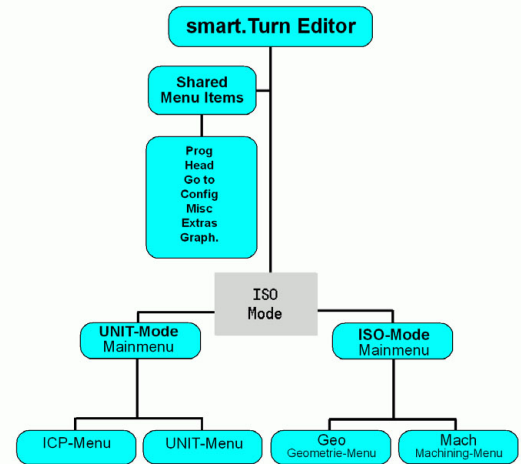 smart.Turn Editor
Shared
Menu Items
Prog
Head
Go to
Config
Misc
Extras
Graph.
ISO
Mode
UNIT-Mode
Mainmenu
ISO-Mode
Mainmenu
ICP-Menu
UNIT-Menu
Geo
Geometrie-Menu
Mach
Machining-Menu